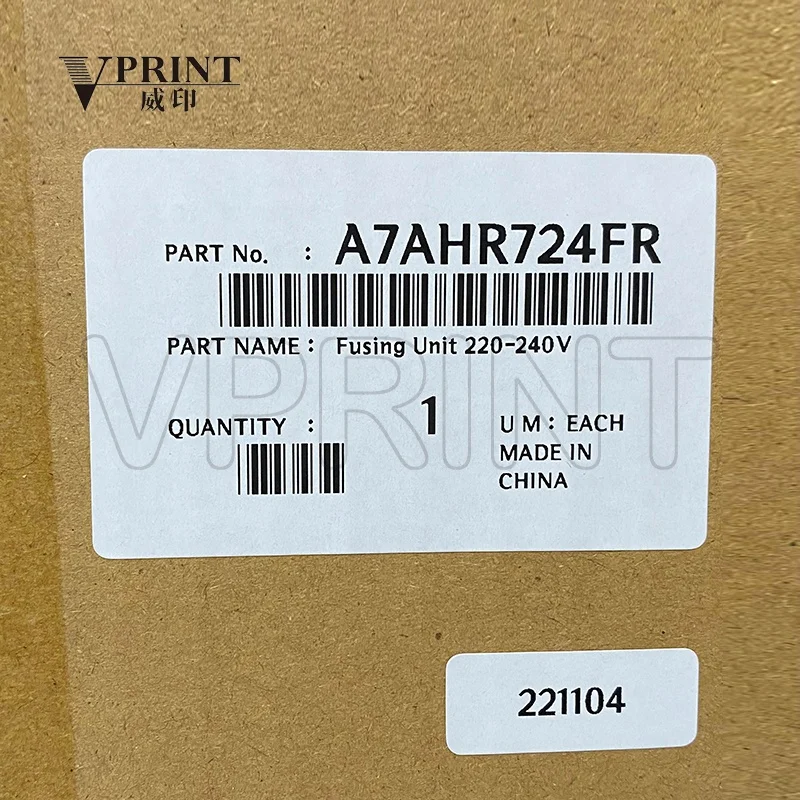 VPRINT
威印
PART No. : A7AHR724FR
PART NAME : Fusing Unit 220-240V
VPRINT
QUANTITY : 1 U M : EACH
MADE IN
CHINA
221104